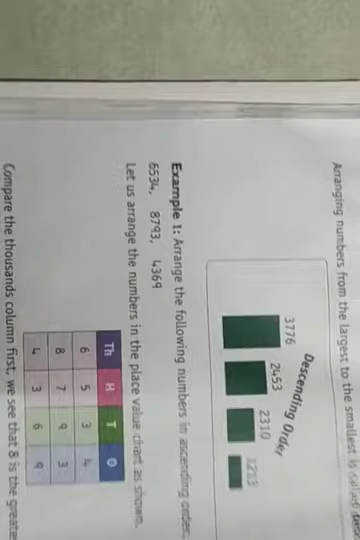 Arranging numbers from the largest to the smallest is called
Descending Order
3776
2453
2310
Example 1: Arrange the following numbers in ascending order.
6534, 8793, 4369
Let us arrange the numbers in the place value chart as shown.
Th H T O
6 5 3 4
8 7 9 3
4 3 6 9
Compare the thousands column first, we see that 8 is the